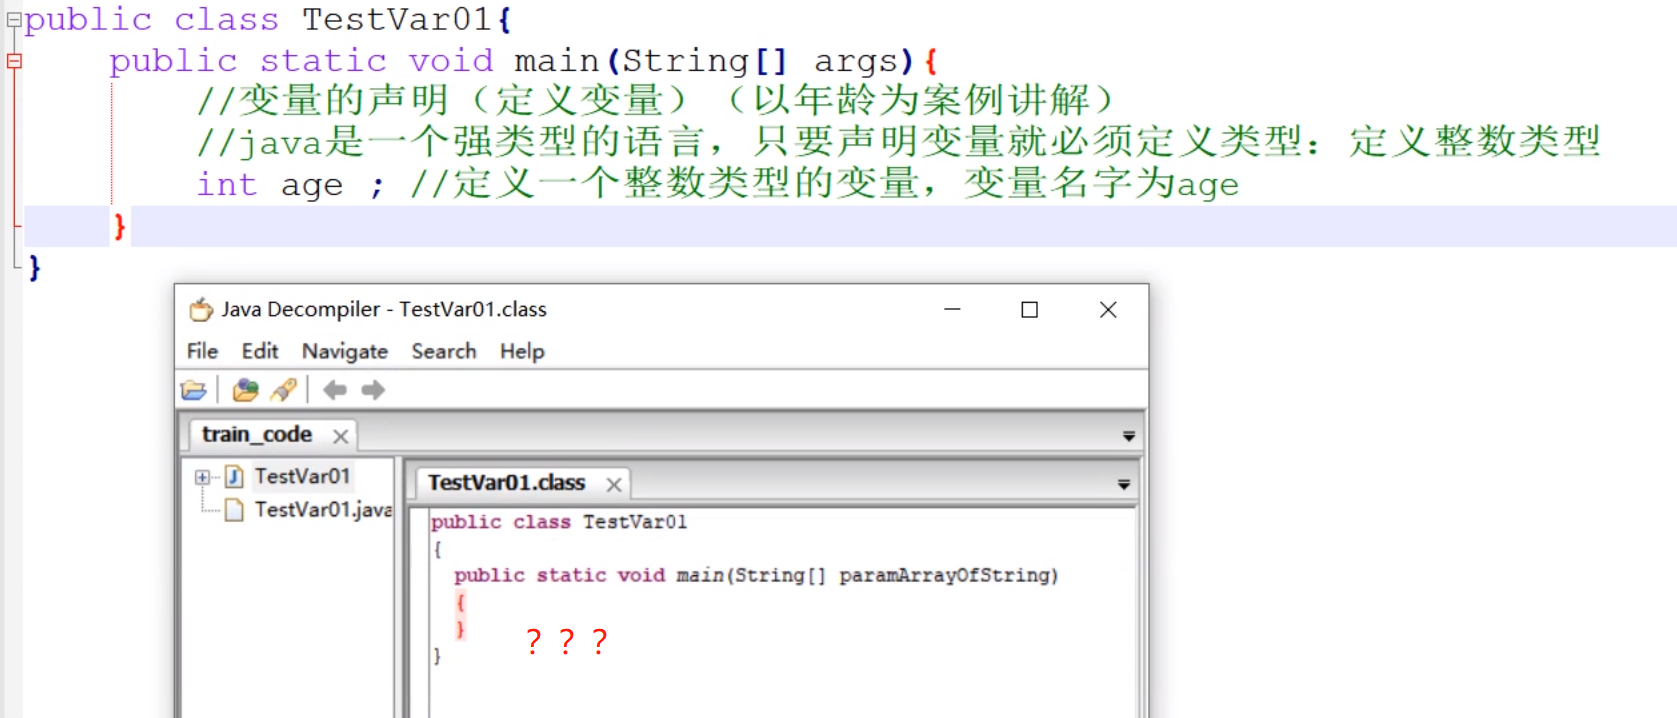 public class TestVar01{
public static void main(String[] args){
//变量的声明（定义变量）（以年龄为案例讲解）
//java是一个强类型的语言，只要声明变量就必须定义类型：定义整数类型
int age ; //定义一个整数类型的变量，变量名字为age
}
}
Java Decompiler - TestVar01.class
File Edit Navigate Search Help
train_code
TestVar01
TestVar01.java
TestVar01.class
public class TestVar01
{
public static void main(String[] paramArrayOfString)
{
}
？？？
}